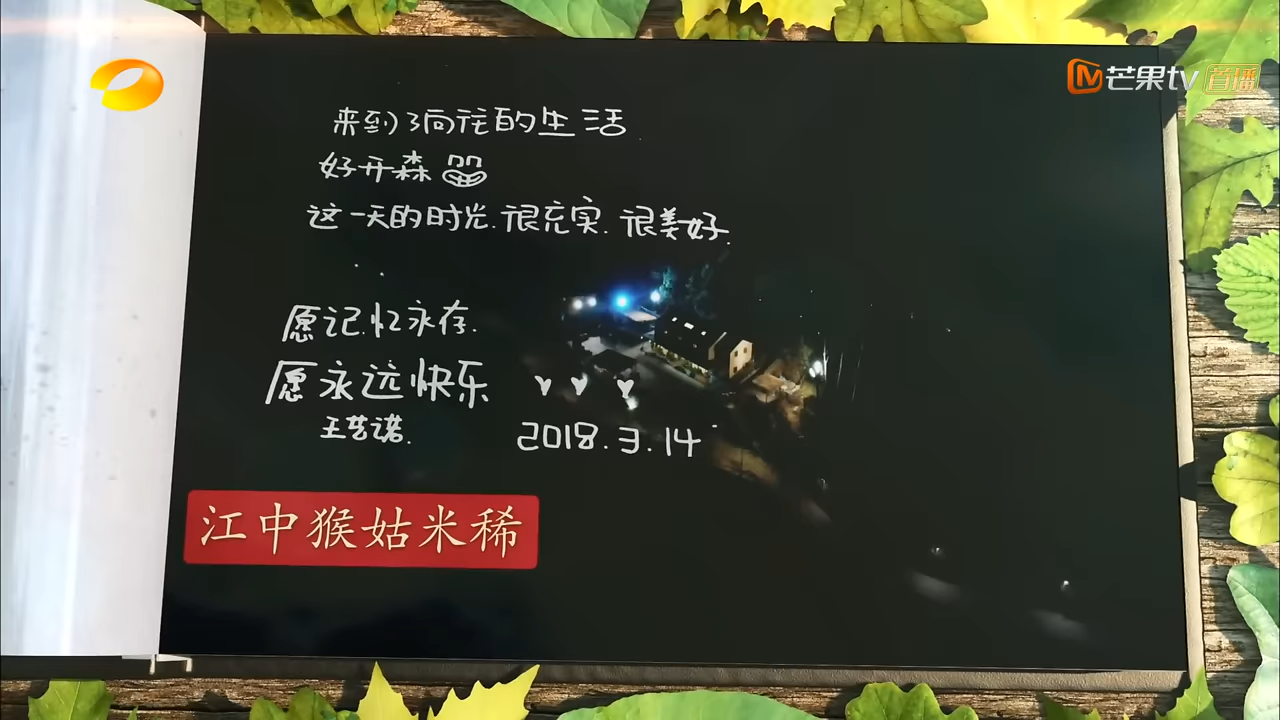 芒果tv 首播
来到了向往的生活
好开森
这一天的时光.很充实.很美好.
愿记忆永存.
愿永远快乐
王艺诺.
2018.3.14
江中猴姑米稀